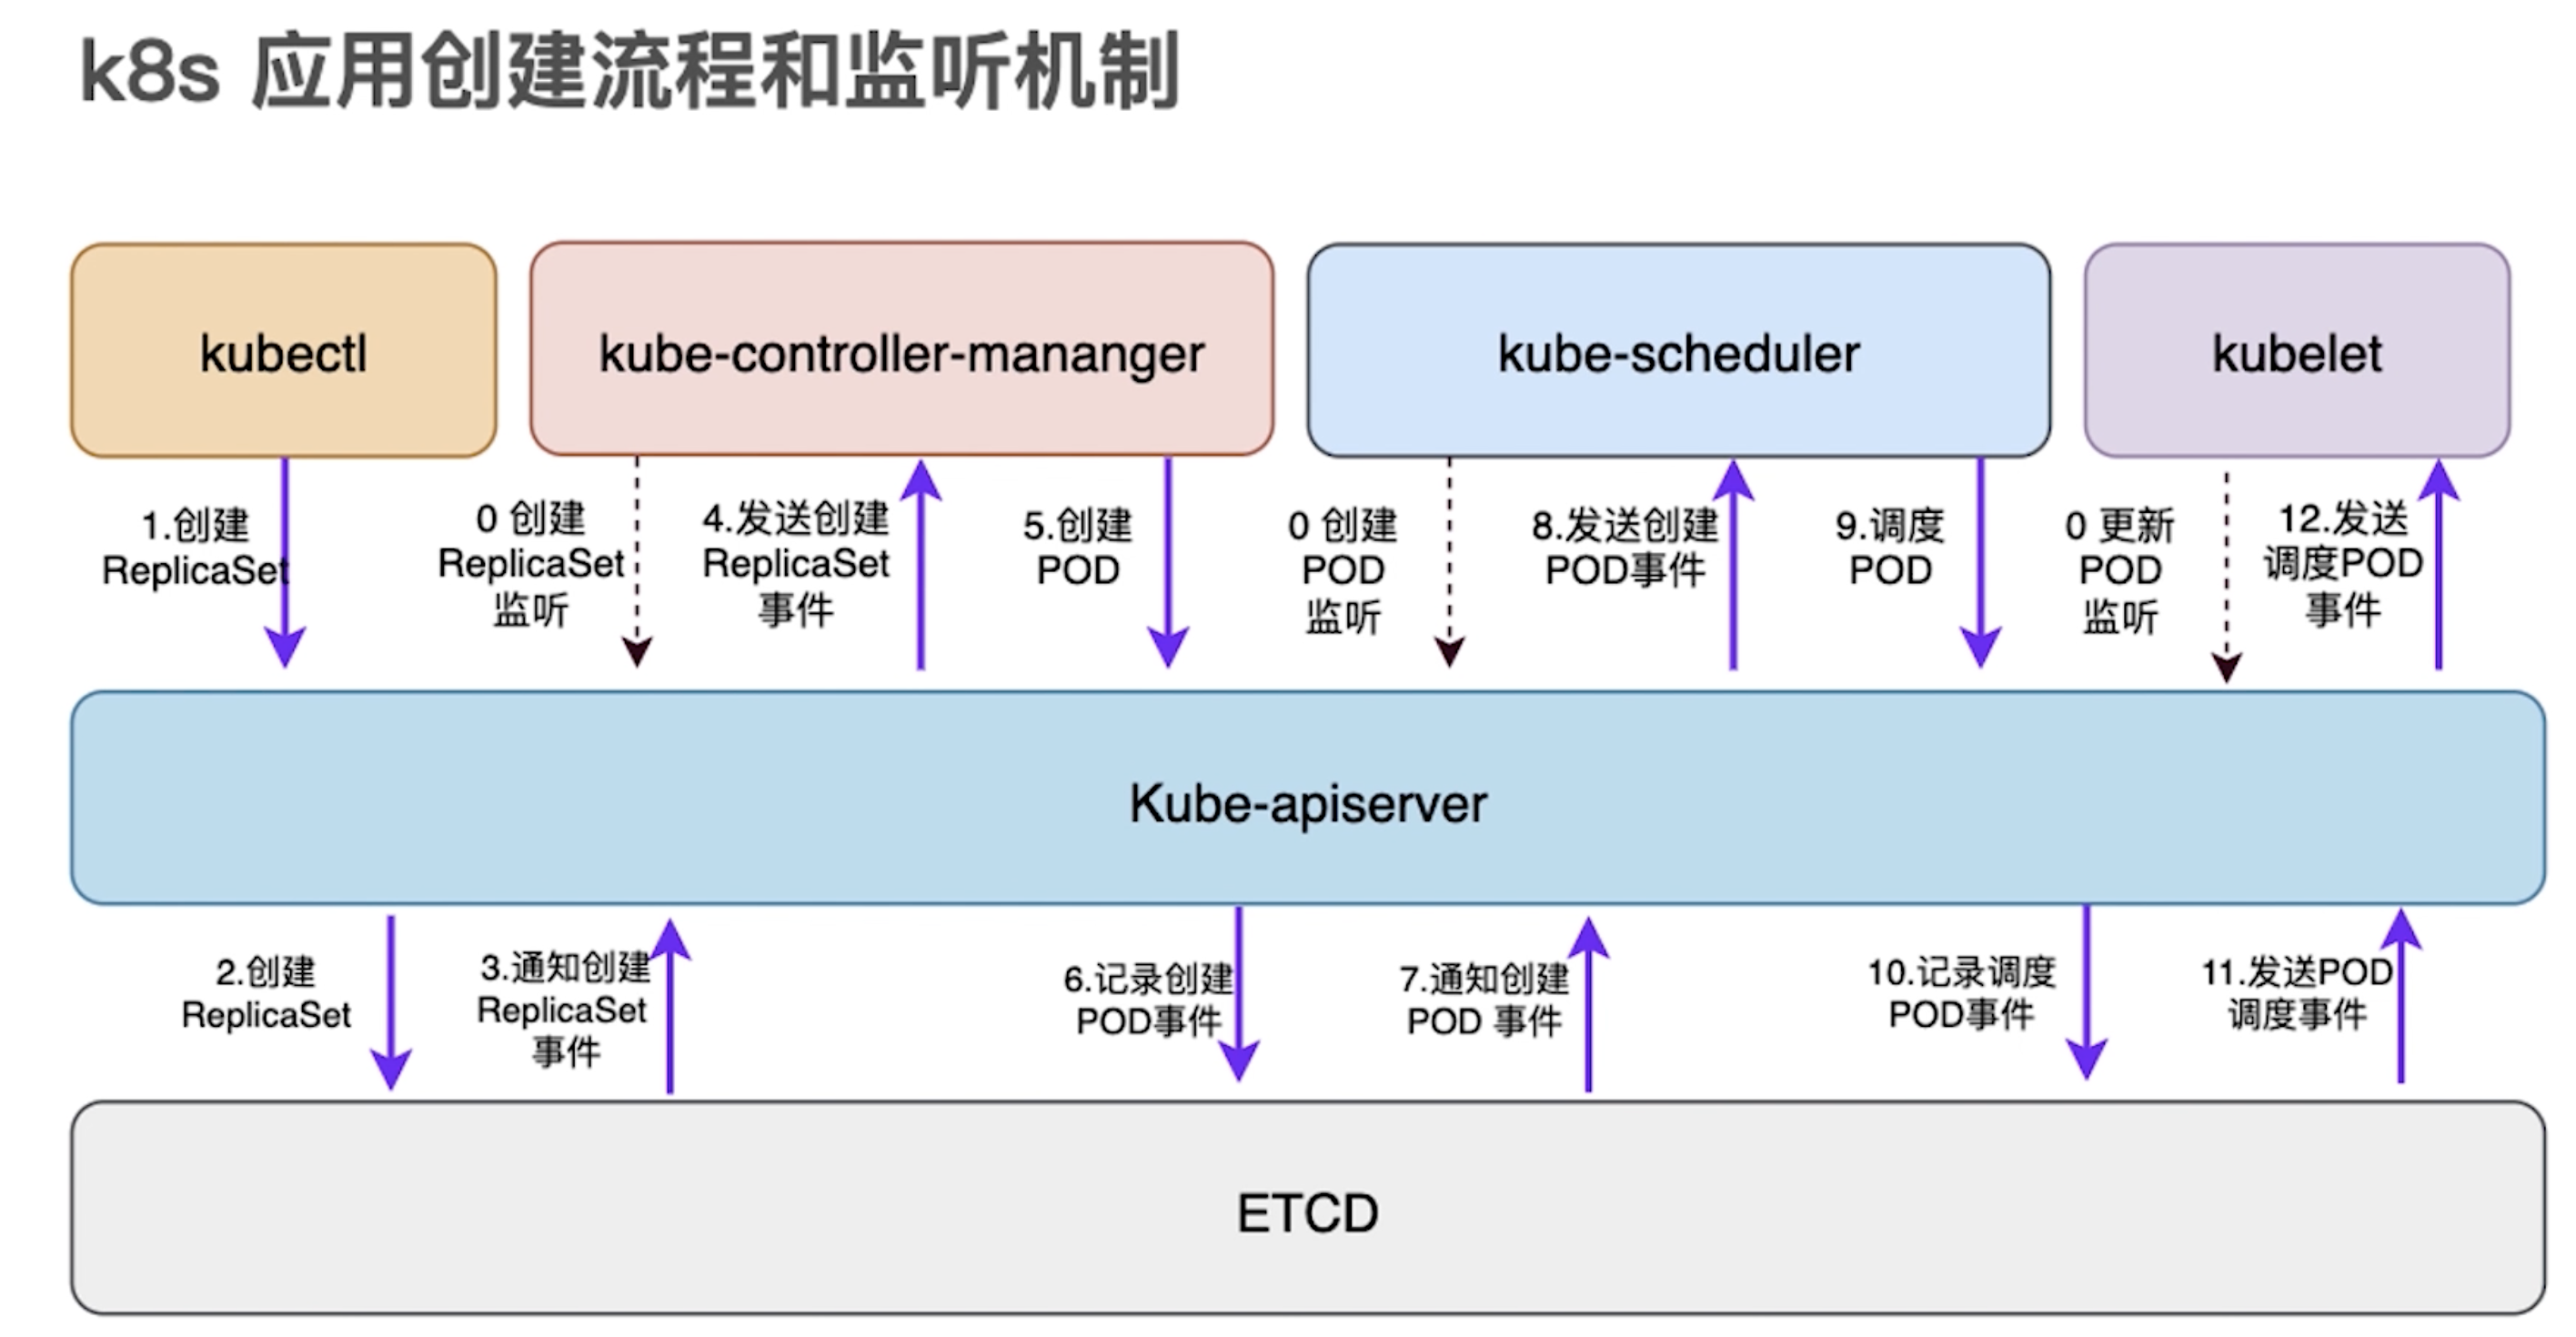 k8s 应用创建流程和监听机制
kubectl
kube-controller-mananger
kube-scheduler
kubelet
1.创建
ReplicaSet
0 创建
ReplicaSet
监听
4.发送创建
ReplicaSet
事件
5.创建
POD
0 创建
POD
监听
8.发送创建
POD事件
9.调度
POD
0 更新
POD
监听
12.发送
调度POD
事件
Kube-apiserver
2.创建
ReplicaSet
3.通知创建
ReplicaSet
事件
6.记录创建
POD事件
7.通知创建
POD 事件
10.记录调度
POD事件
11.发送POD
调度事件
ETCD